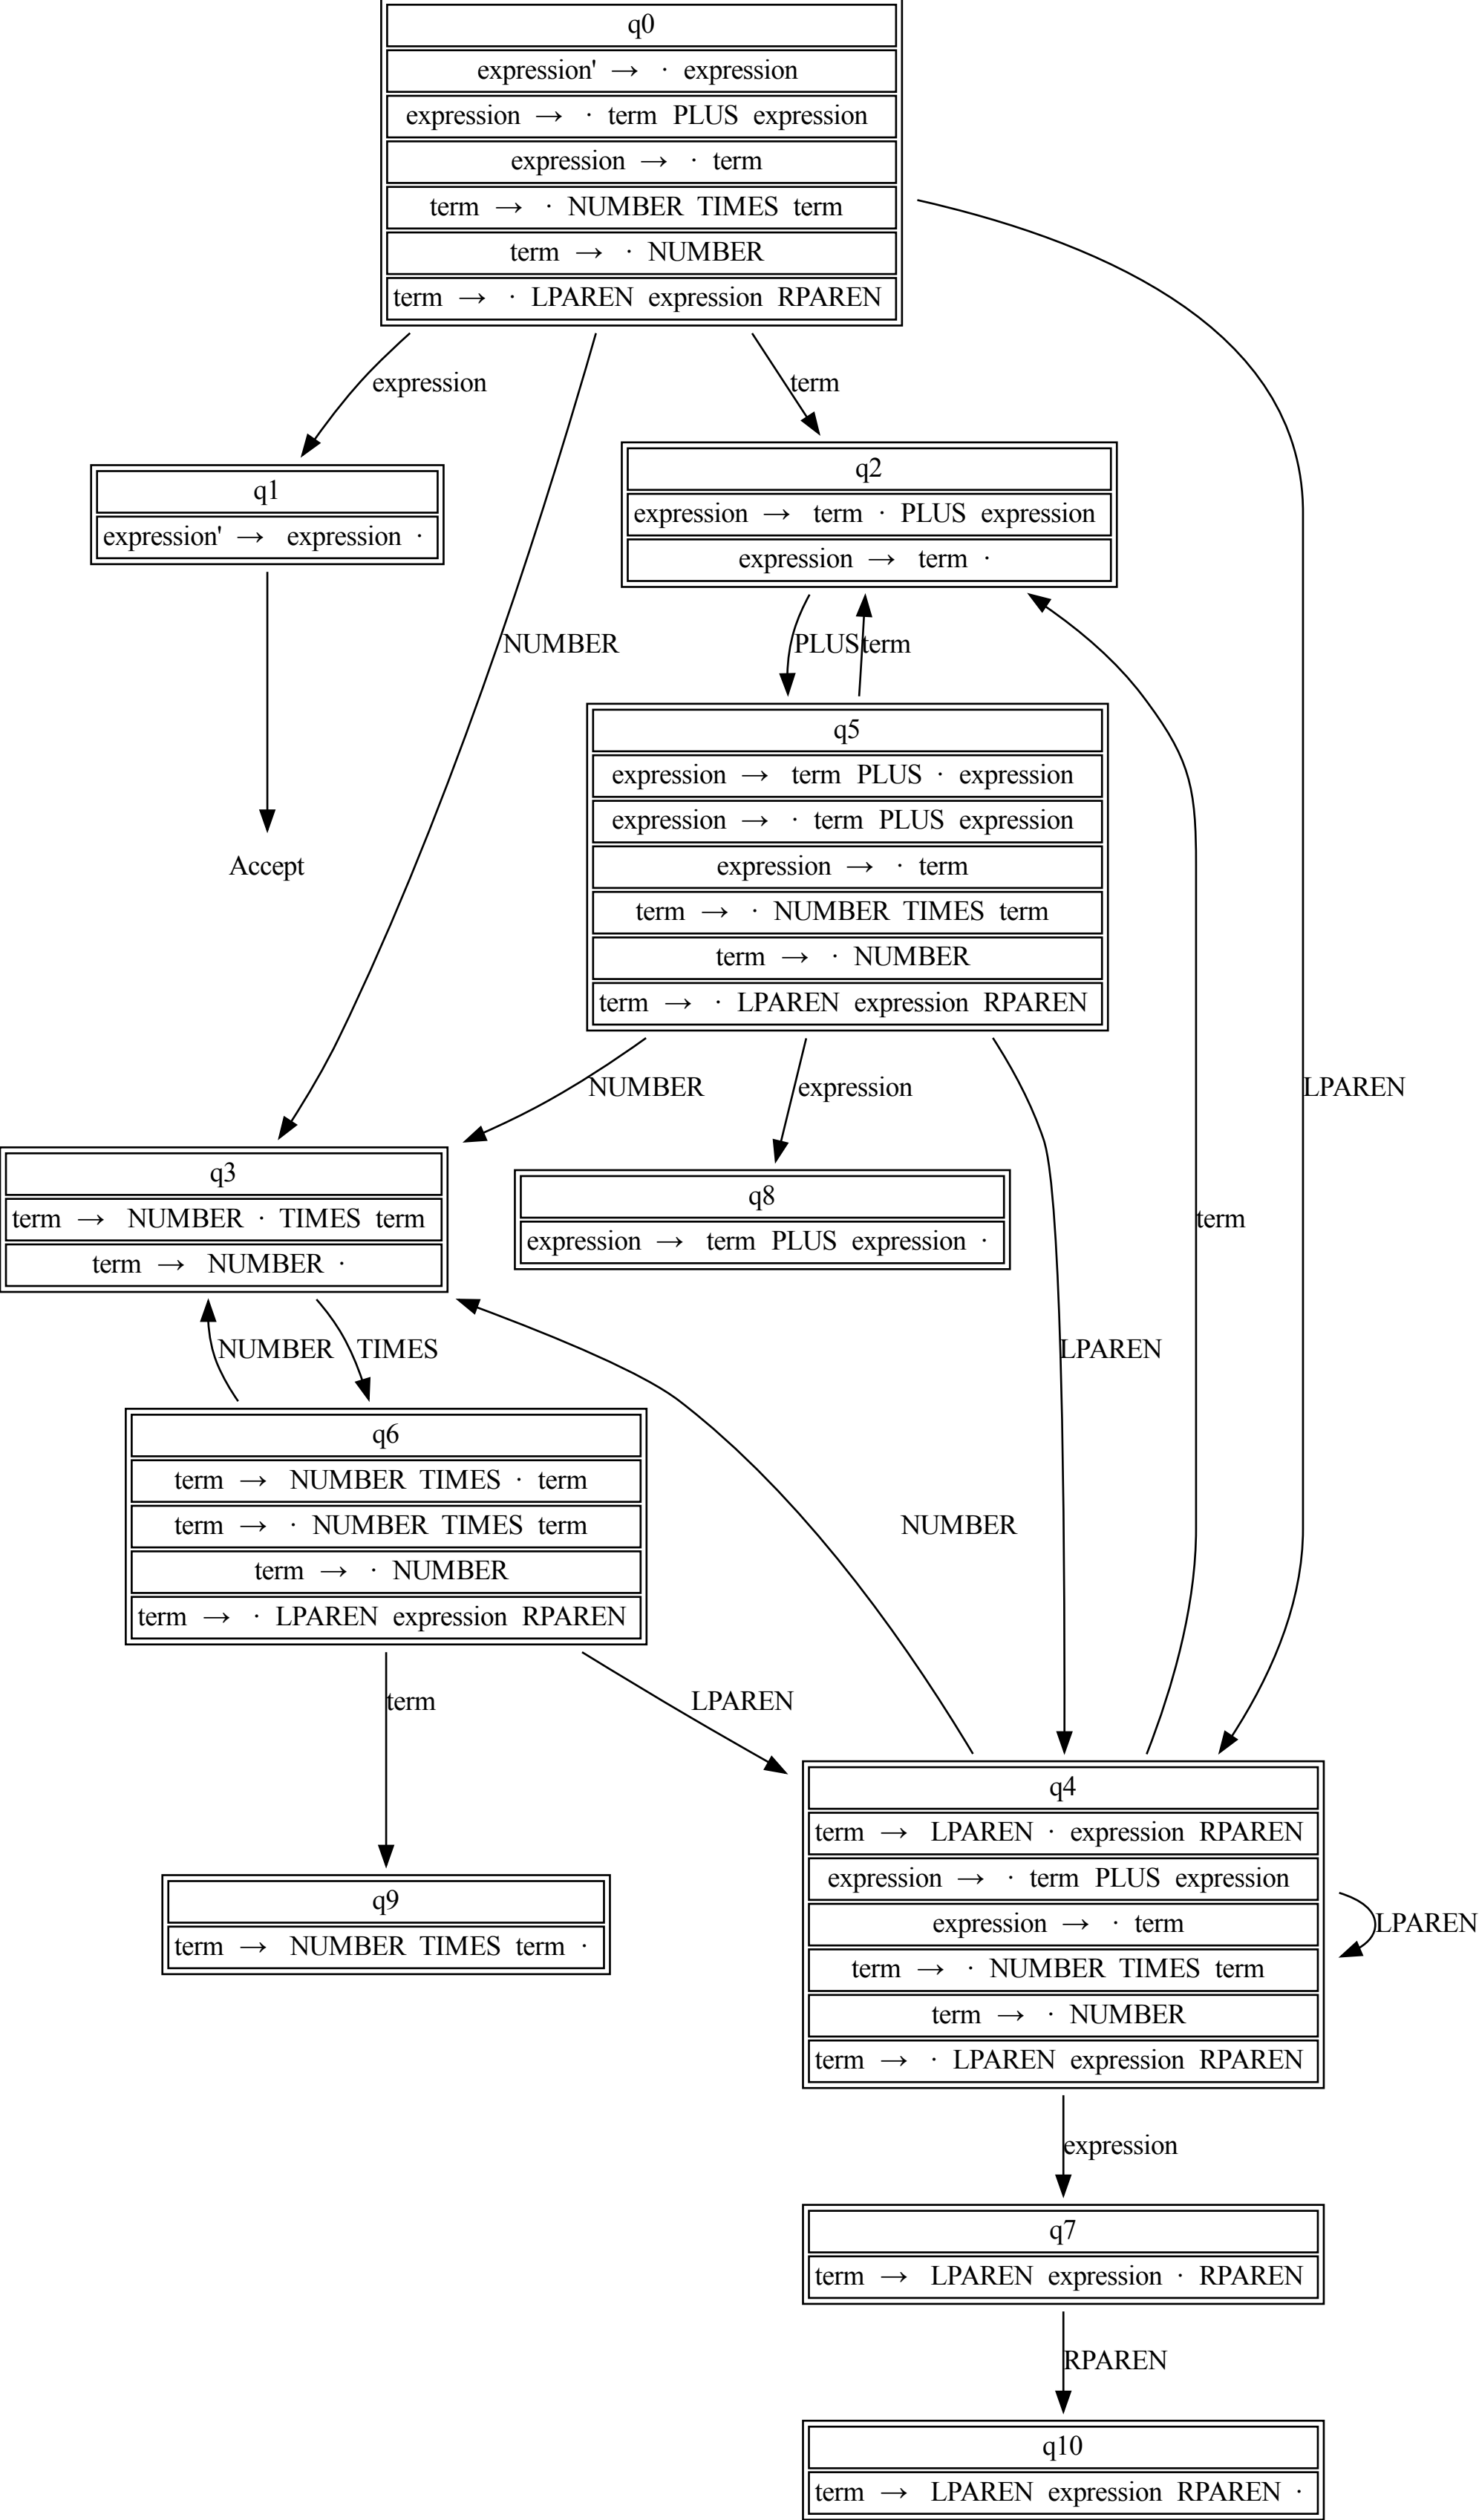 q0
expression' → · expression
expression → · term PLUS expression
expression → · term
term → · NUMBER TIMES term
term → · NUMBER
term → · LPAREN expression RPAREN
expression
term
q1
expression' → expression ·
q2
expression → term · PLUS expression
expression → term ·
NUMBER
PLUS
term
q5
expression → term PLUS · expression
expression → · term PLUS expression
expression → · term
term → · NUMBER TIMES term
term → · NUMBER
term → · LPAREN expression RPAREN
Accept
NUMBER
expression
LPAREN
q3
term → NUMBER · TIMES term
term → NUMBER ·
q8
expression → term PLUS expression ·
term
NUMBER
TIMES
LPAREN
q6
term → NUMBER TIMES · term
term → · NUMBER TIMES term
term → · NUMBER
term → · LPAREN expression RPAREN
NUMBER
term
LPAREN
q4
term → LPAREN · expression RPAREN
expression → · term PLUS expression
expression → · term
term → · NUMBER TIMES term
term → · NUMBER
term → · LPAREN expression RPAREN
LPAREN
q9
term → NUMBER TIMES term ·
expression
q7
term → LPAREN expression · RPAREN
RPAREN
q10
term → LPAREN expression RPAREN ·